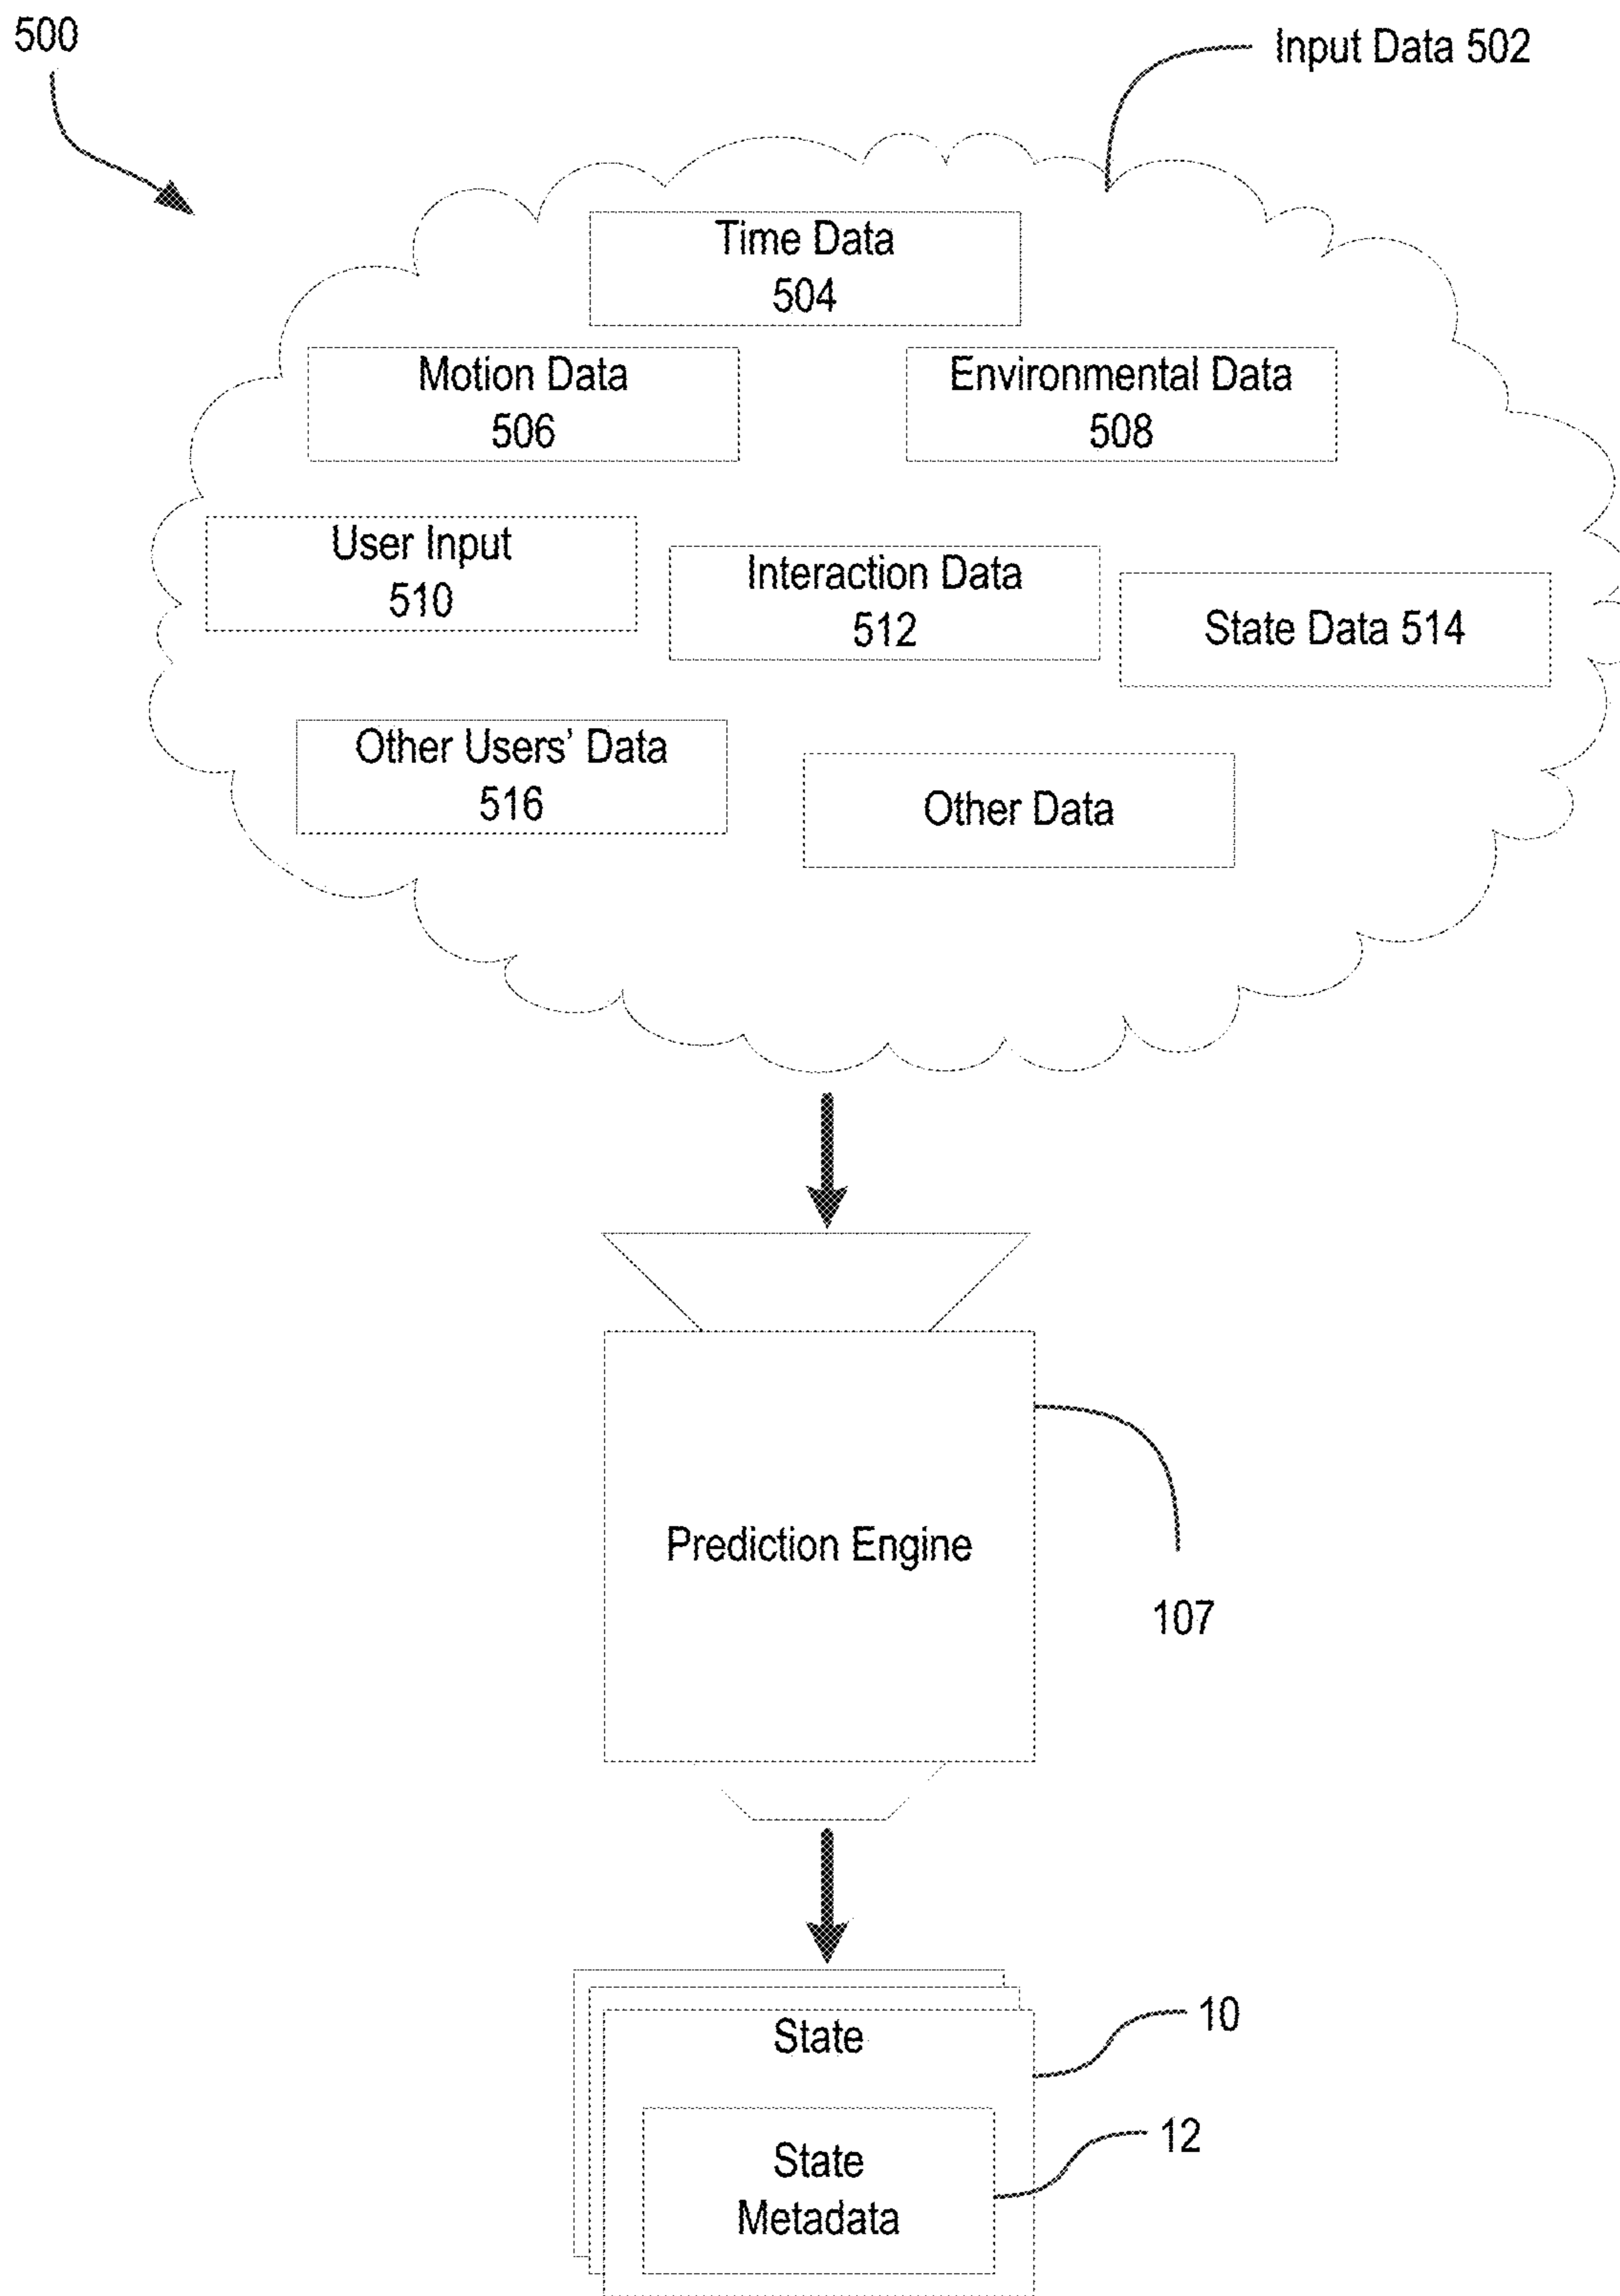 500
Input Data 502
Time Data
504
Motion Data
506
Environmental Data
508
User Input
510
Interaction Data
512
State Data 514
Other Users’ Data
516
Other Data
Prediction Engine
107
State
10
State
Metadata
12